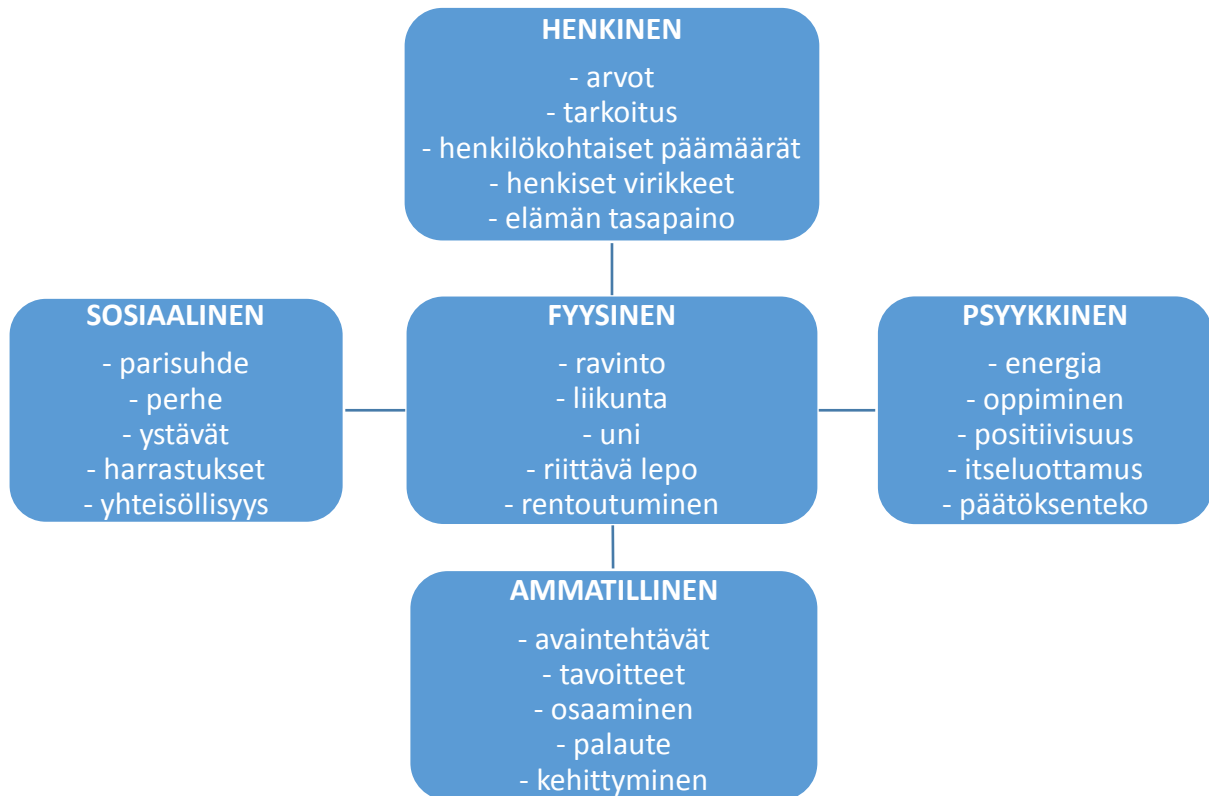 HENKINEN
- arvot
- tarkoitus
- henkilökohtaiset päämäärät
- henkiset virikkeet
- elämän tasapaino
SOSIAALINEN
- parisuhde
- perhe
- ystävät
- harrastukset
- yhteisöllisyys
FYYSINEN
- ravinto
- liikunta
- uni
- riittävä lepo
- rentoutuminen
PSYYKKINEN
- energia
- oppiminen
- positiivisuus
- itseluottamus
- päätöksenteko
AMMATILLINEN
- avaintehtävät
- tavoitteet
- osaaminen
- palaute
- kehittyminen